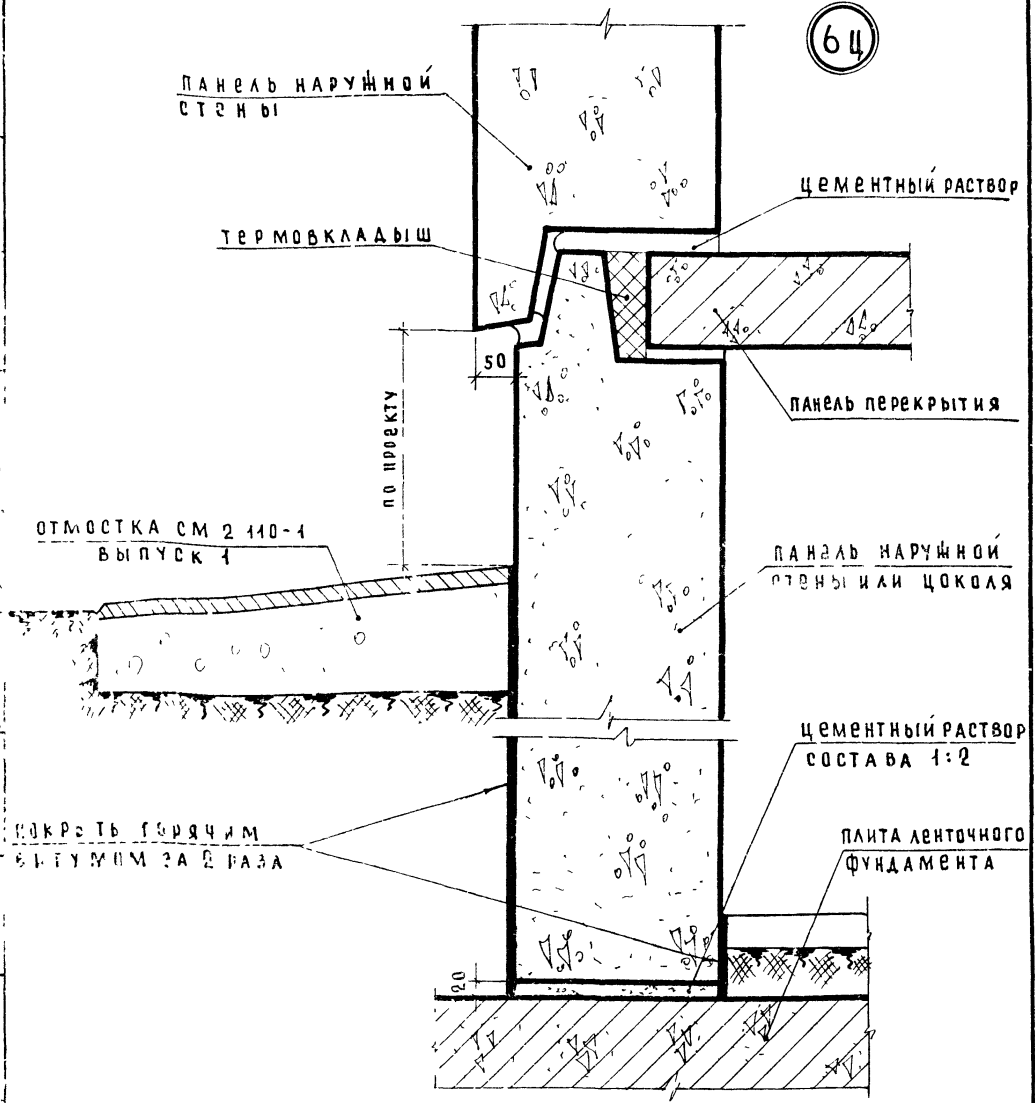 6Ц
ПАНЕЛЬ НАРУЖНОЙ
СТЕНЫ
ЦЕМЕНТНЫЙ РАСТВОР
ТЕРМОВКЛАДЫШ
50
ПАНЕЛЬ ПЕРЕКРЫТИЯ
ПО ПРОЕКТУ
ОТМОСТКА СМ 2 110-1
ВЫПУСК 1
ПАНЕЛЬ НАРУЖНОЙ
СТЕНЫ ИЛИ ЦОКОЛЯ
ЦЕМЕНТНЫЙ РАСТВОР
СОСТАВА 1:2
ПОКРЫТЬ ГОРЯЧИМ
БИТУМОМ ЗА 2 РАЗА
ПЛИТА ЛЕНТОЧНОГО
ФУНДАМЕНТА
20